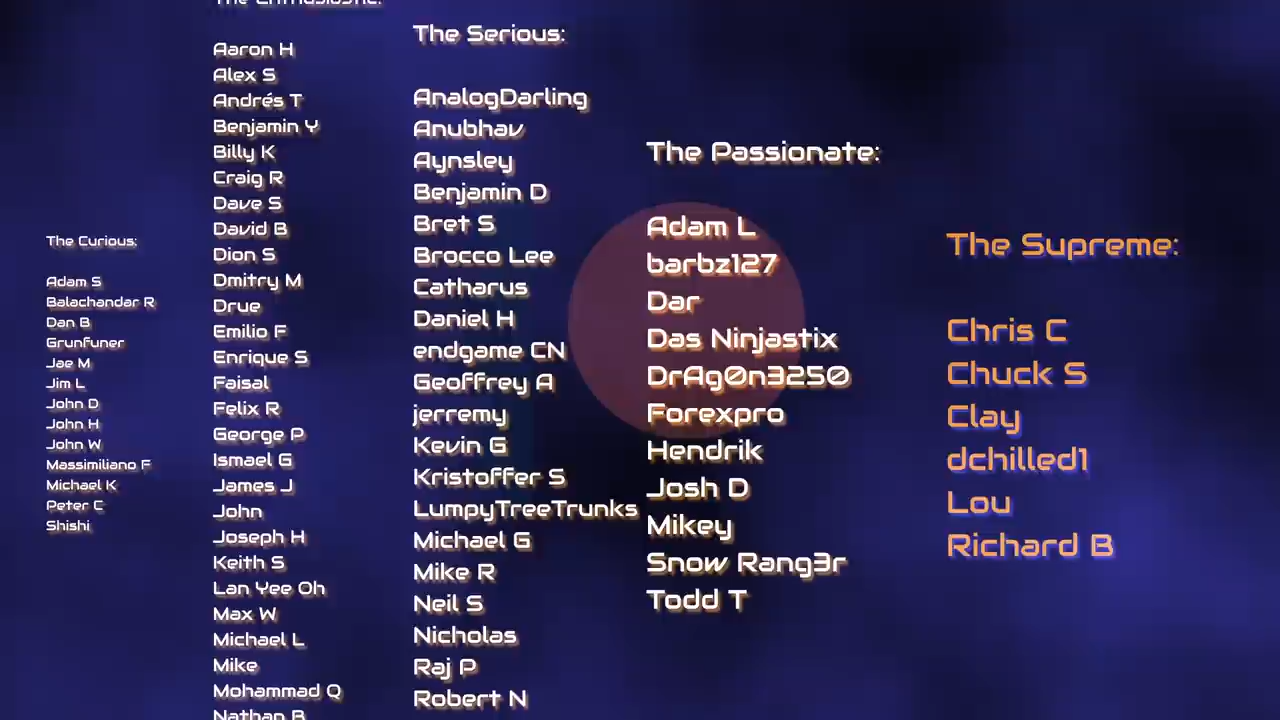 The Curious:
Adam S
Balachandar R
Dan B
Grunfuner
Jae M
Jim L
John D
John H
John W
Massimiliano F
Michael K
Peter C
Shishi
The Enthusiastic:
Aaron H
Alex S
Andrés T
Benjamin Y
Billy K
Craig R
Dave S
David B
Dion S
Dmitry M
Drue
Emilio F
Enrique S
Faisal
Felix R
George P
Ismael G
James J
John
Joseph H
Keith S
Lan Yee Oh
Max W
Michael L
Mike
Mohammad Q
Nathan B
The Serious:
AnalogDarling
Anubhav
Aynsley
Benjamin D
Bret S
Brocco Lee
Catharus
Daniel H
endgame CN
Geoffrey A
jerremy
Kevin G
Kristoffer S
LumpyTreeTrunks
Michael G
Mike R
Neil S
Nicholas
Raj P
Robert N
The Passionate:
Adam L
barbz127
Dar
Das Ninjastix
DrAg0n3250
Forexpro
Hendrik
Josh D
Mikey
Snow Rang3r
Todd T
The Supreme:
Chris C
Chuck S
Clay
dchilled1
Lou
Richard B